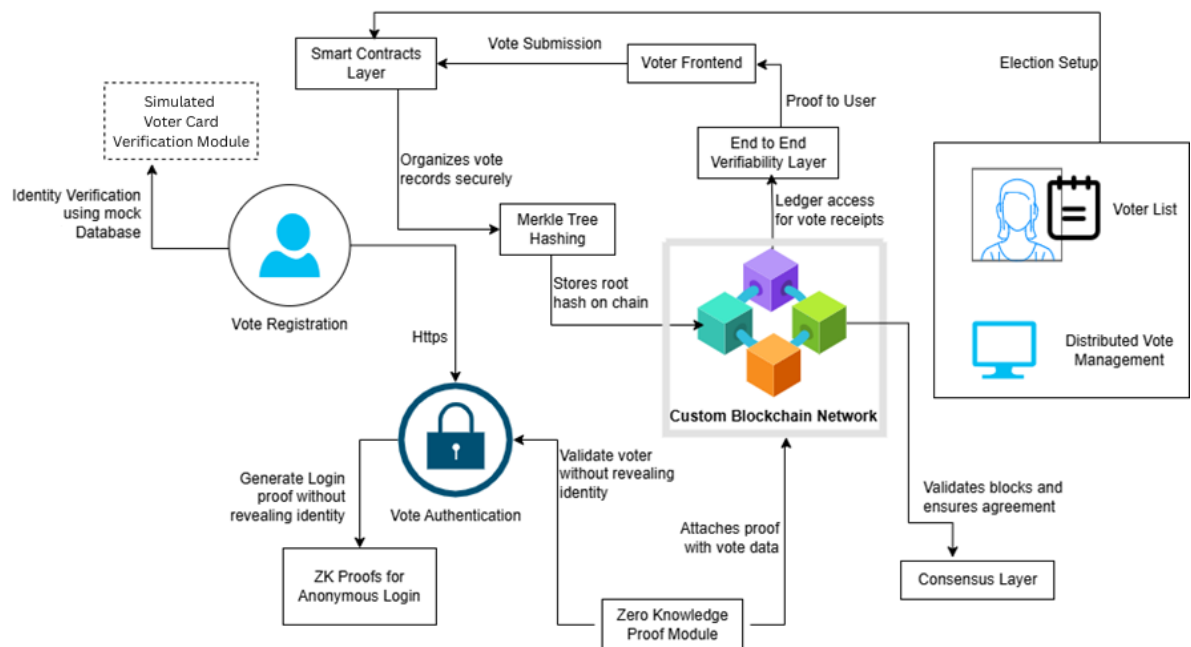 Smart Contracts
Layer
Vote Submission
Voter Frontend
Election Setup
Simulated
Voter Card
Verification Module
Proof to User
End to End
Verifiability Layer
Organizes vote
records securely
Identity Verification
using mock
Database
Ledger access
for vote receipts
Voter List
Merkle Tree
Hashing
Stores root
hash on chain
Vote Registration
Https
Distributed Vote
Management
Custom Blockchain Network
Validate voter
without revealing
identity
Generate Login
proof without
revealing identity
Vote Authentication
Validates blocks and
ensures agreement
Attaches proof
with vote data
ZK Proofs for
Anonymous Login
Consensus Layer
Zero Knowledge
Proof Module